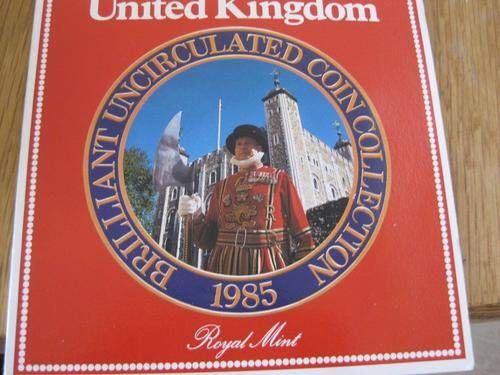 United Kingdom
BRILLIANT UNCIRCULATED COIN COLLECTION
1985
Royal Mint